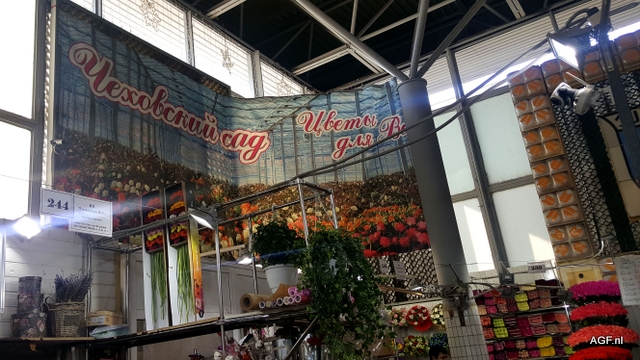 Чеховский сад
Цветы
для В
244
AGF.nl